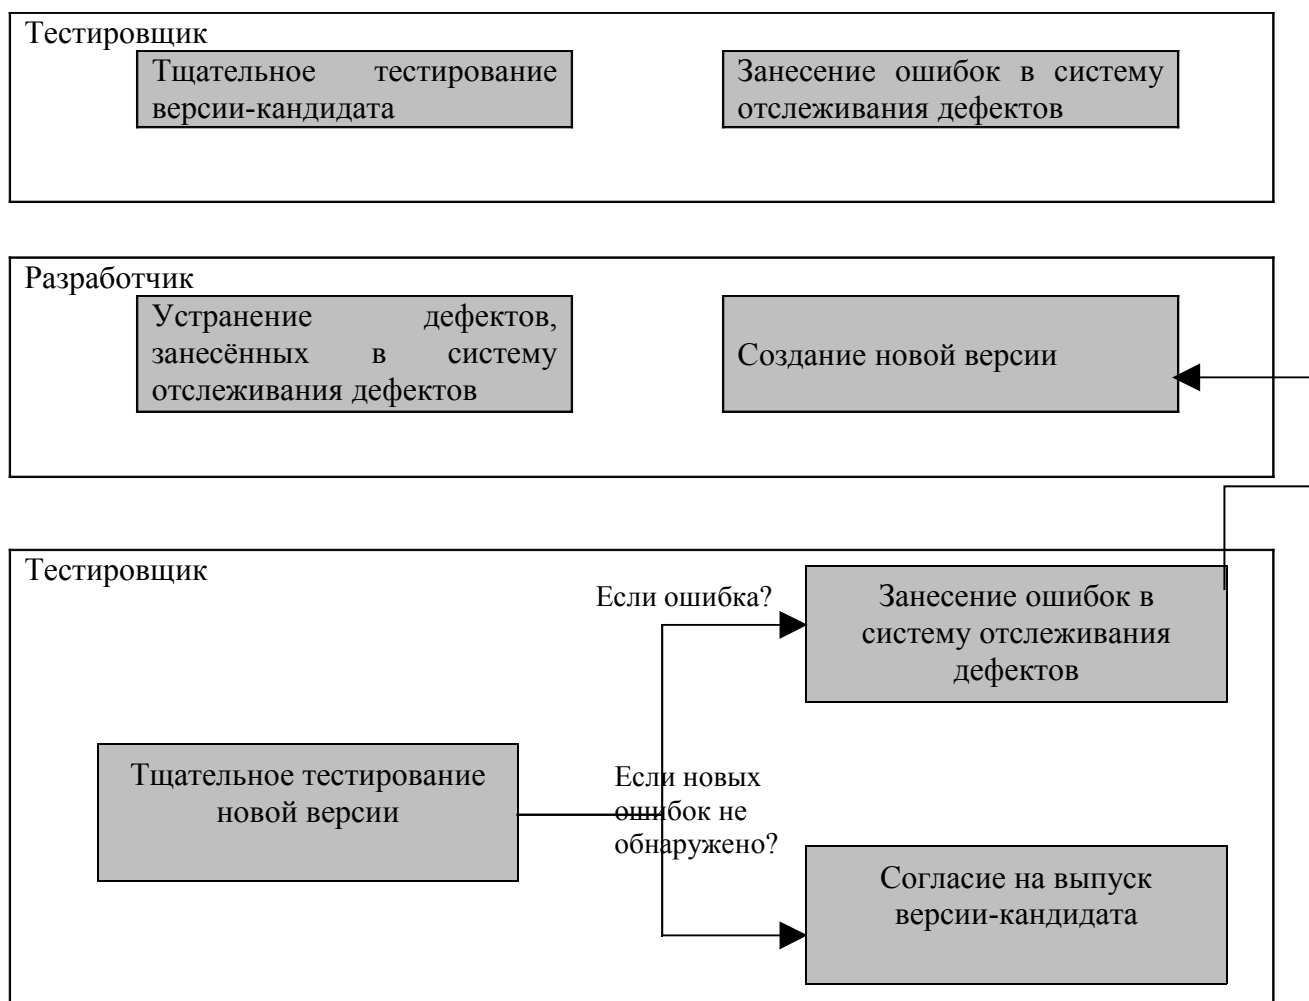 Тестировщик
Тщательное тестирование
версии-кандидата
Занесение ошибок в систему
отслеживания дефектов
Разработчик
Устранение дефектов,
занесённых в систему
отслеживания дефектов
Создание новой версии
Тестировщик
Если ошибка?
Занесение ошибок в
систему отслеживания
дефектов
Тщательное тестирование
новой версии
Если новых
ошибок не
обнаружено?
Согласие на выпуск
версии-кандидата